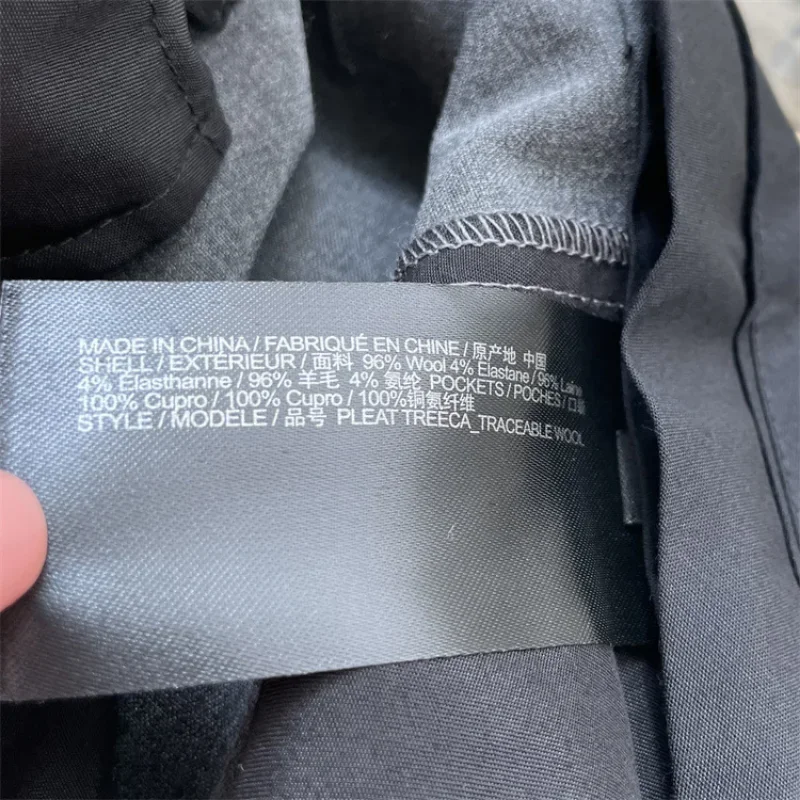 MADE IN CHINA / FABRIQUÉ EN CHINE / 原产地 中国
SHELL / EXTÉRIEUR / 面料 96% Wool 4% Elastane / 96% Laine
4% Élasthanne / 96% 羊毛 4% 氨纶 POCKETS / POCHES / 口袋
100% Cupro / 100% Cupro / 100%铜氨纤维
STYLE / MODÈLE / 品号 PLEAT TREECA_TRACEABLE WOOL